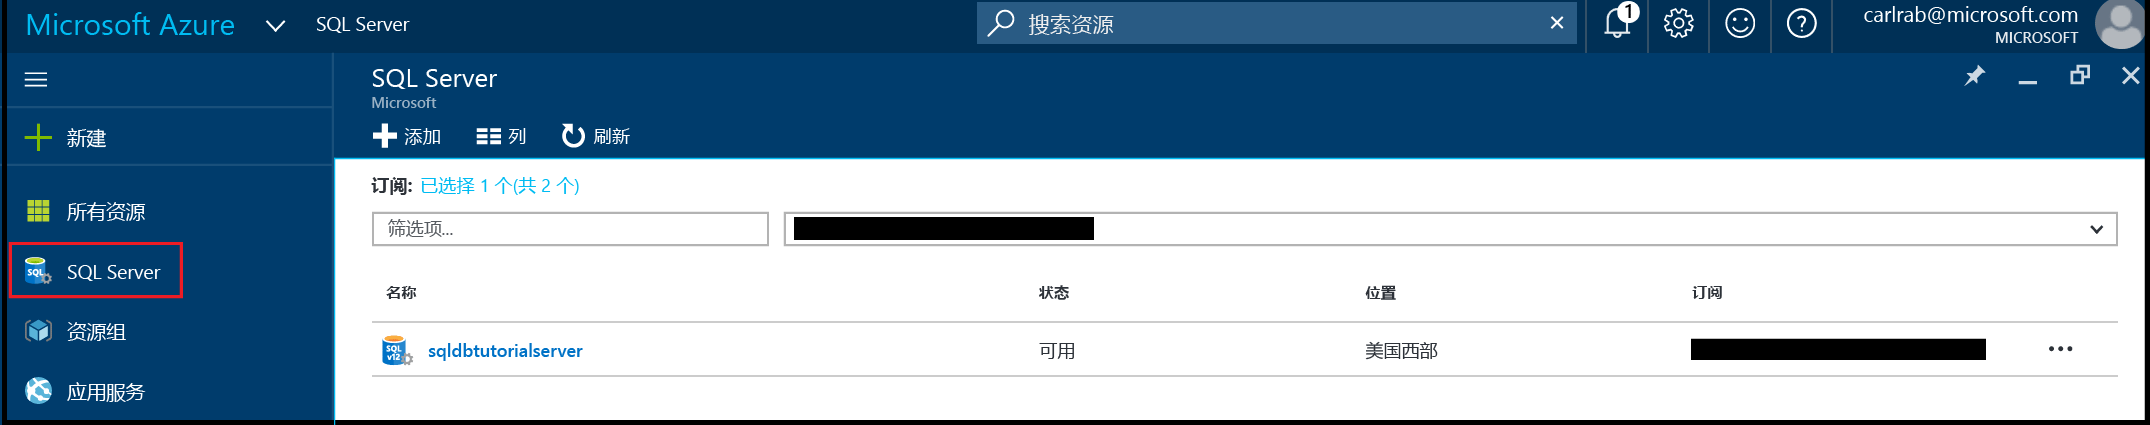 Microsoft Azure SQL Server 搜索资源 1 carlrab@microsoft.com
MICROSOFT
SQL Server
Microsoft
添加 列 刷新
新建
所有资源
SQL Server
资源组
应用服务
订阅: 已选择 1 个(共 2 个)
筛选项...
名称 状态 位置 订阅
SQL v12 sqldbtutorialserver 可用 美国西部